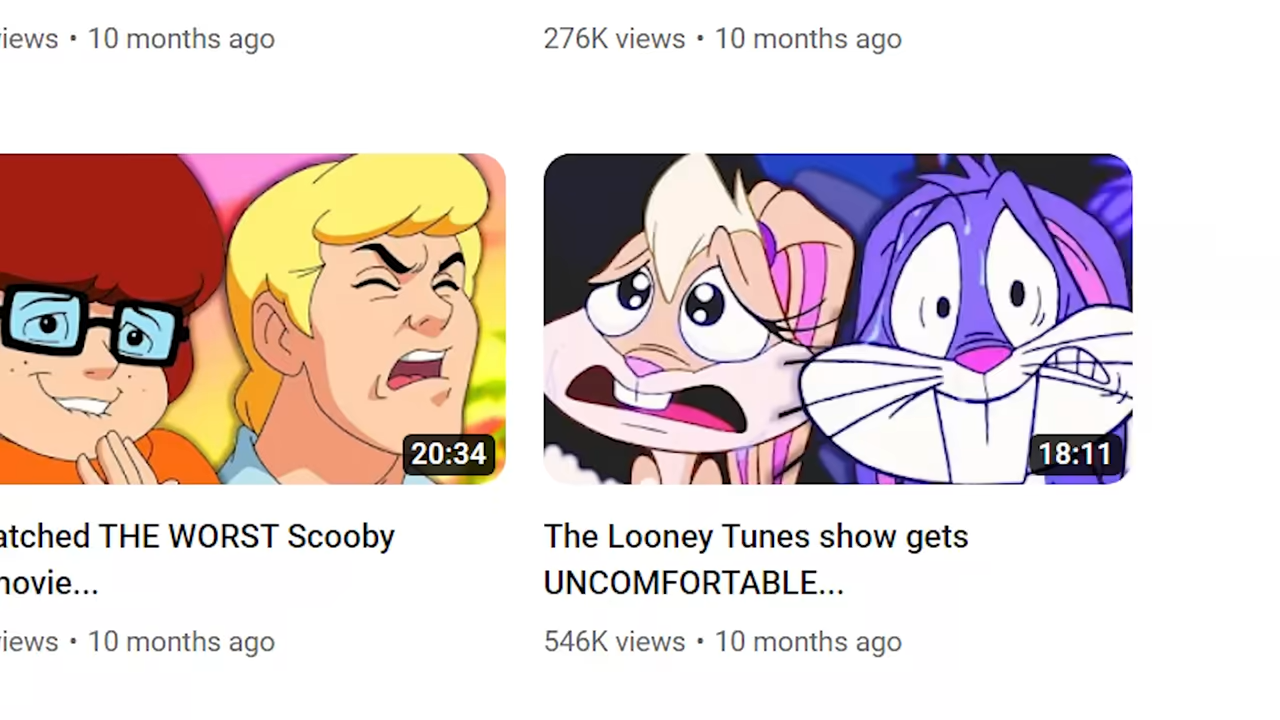 iews • 10 months ago
276K views • 10 months ago
20:34
18:11
atched THE WORST Scooby
novie...
iews • 10 months ago
The Looney Tunes show gets
UNCOMFORTABLE...
546K views • 10 months ago